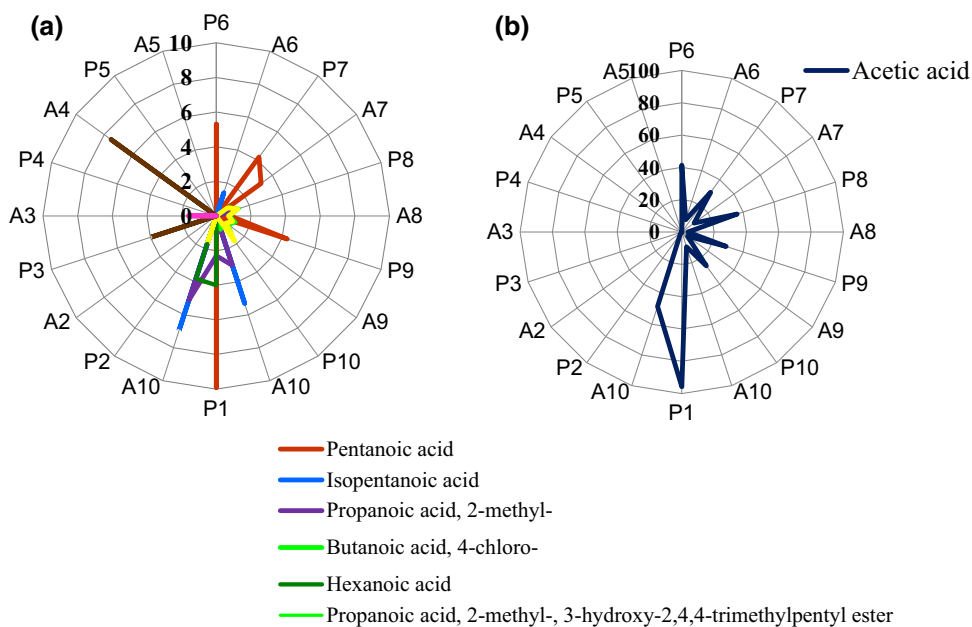 (a)
P6
A6
P7
A7
P8
A8
P9
A9
P10
A10
P1
A10
P2
A2
P3
A3
P4
A4
P5
A5
10
8
6
4
2
0
(b)
P6
A6
P7
A7
P8
A8
P9
A9
P10
A10
P1
A10
P2
A2
P3
A3
P4
A4
P5
A5
100
80
60
40
20
0
Acetic acid
Pentanoic acid
Isopentanoic acid
Propanoic acid, 2-methyl-
Butanoic acid, 4-chloro-
Hexanoic acid
Propanoic acid, 2-methyl-, 3-hydroxy-2,4,4-trimethylpentyl ester